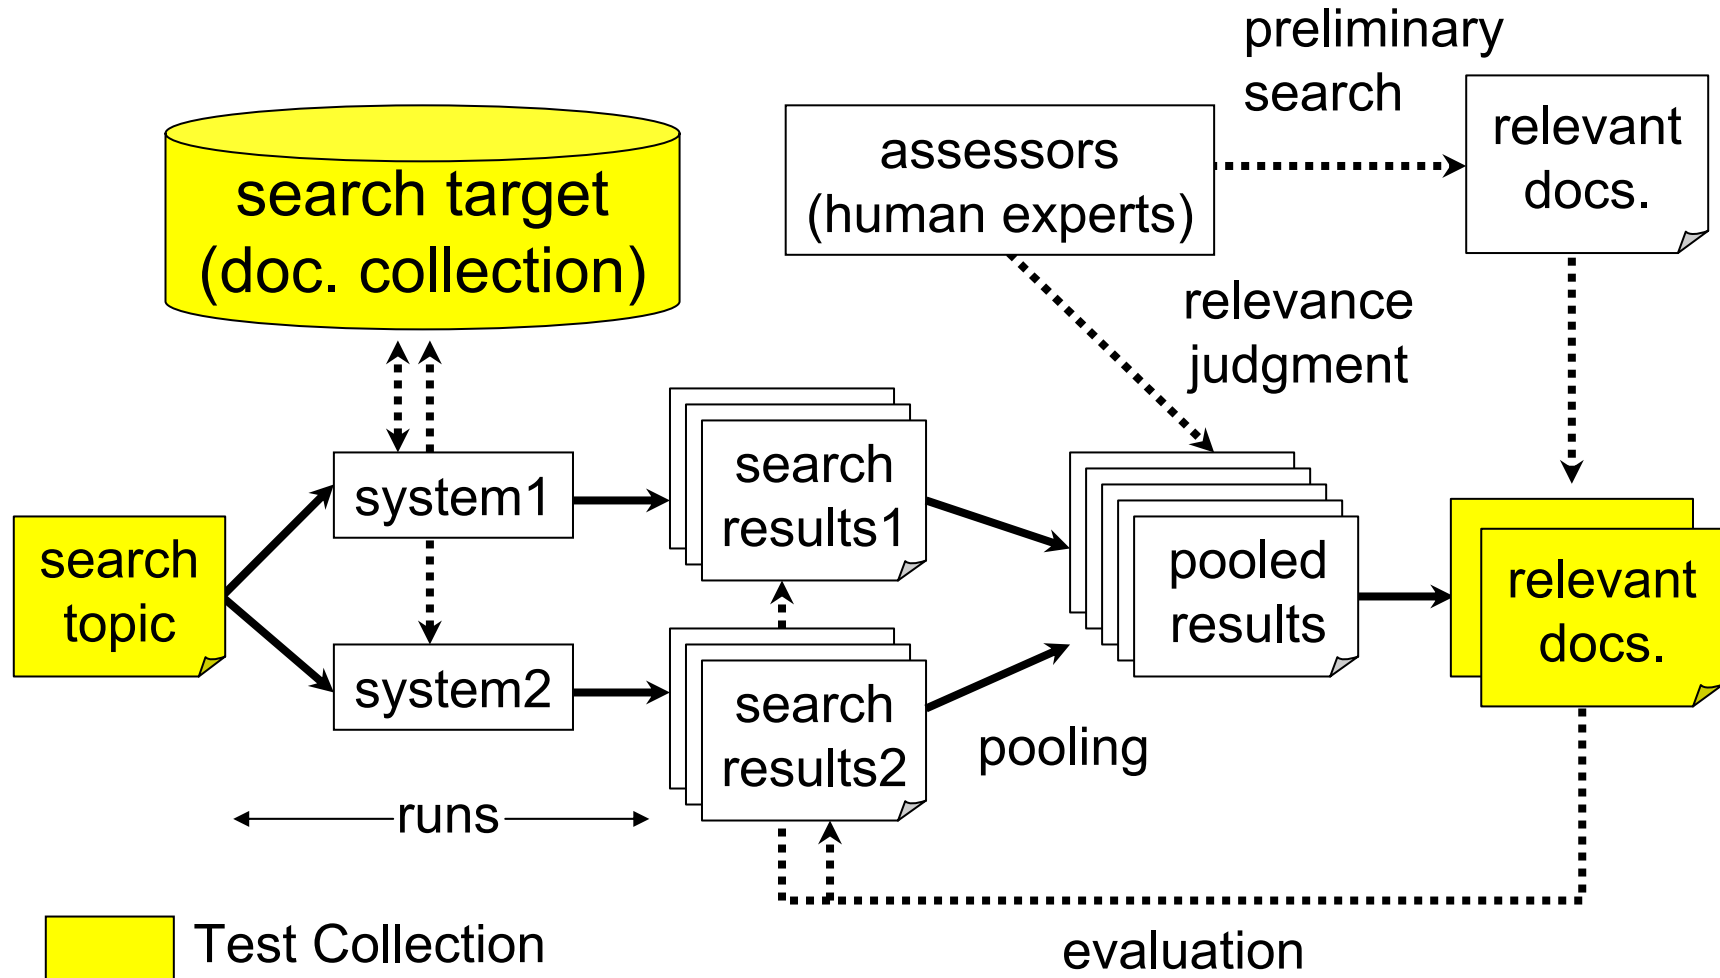 preliminary
search
relevant
docs.
assessors
(human experts)
search target
(doc. collection)
relevance
judgment
system1
search
results1
search
topic
pooled
results
relevant
docs.
system2
search
results2
pooling
runs
Test Collection
evaluation